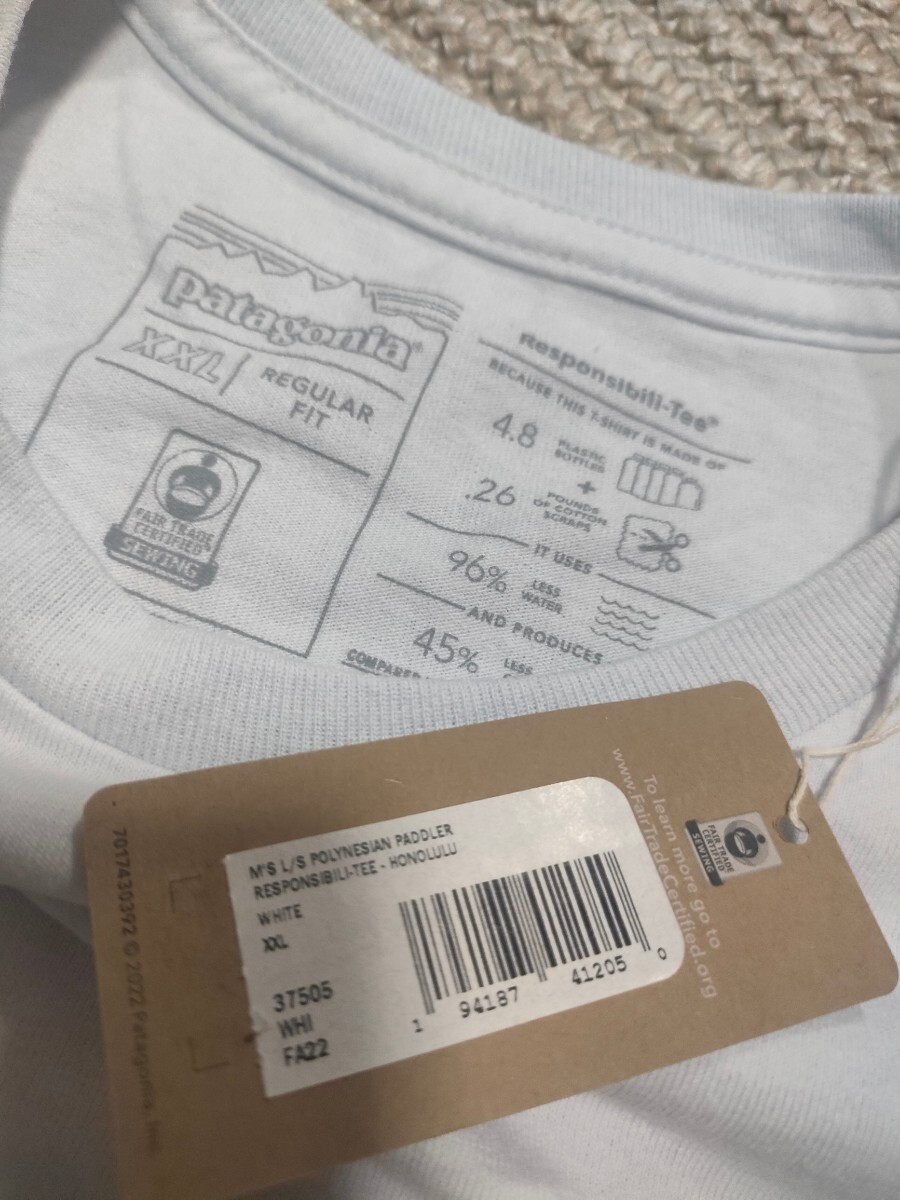 patagonia®
XXL
REGULAR
FIT
FAIR TRADE
CERTIFIED
SEWING
Responsibili-Tee®
BECAUSE THIS T-SHIRT IS MADE OF
4.8 PLASTIC
BOTTLES
+
.26 POUNDS
OF COTTON
SCRAPS
IT USES
96% LESS
WATER
AND PRODUCES
45% LESS
COMPARED
M'S L/S POLYNESIAN PADDLER
RESPONSIBILI-TEE - HONOLULU
WHITE
XXL
37505
WHI
FA22
1 94187 41205 0
To learn more go to
www.FairTradeCertified.org
FAIR TRADE
CERTIFIED
SEWING
7017430392 © 2022 Patagonia, Inc.